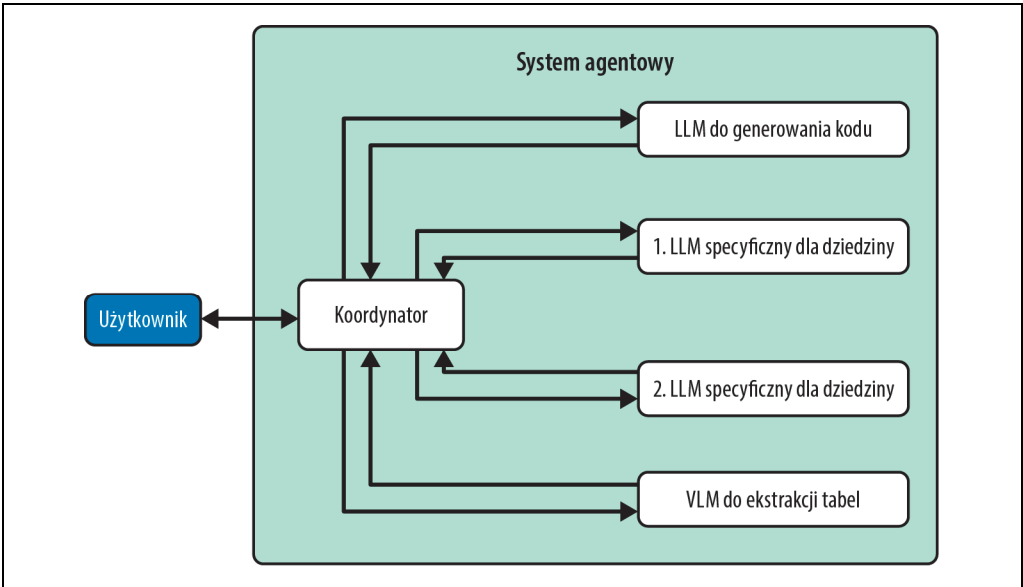 System agentowy
LLM do generowania kodu
1. LLM specyficzny dla dziedziny
Koordynator
Użytkownik
2. LLM specyficzny dla dziedziny
VLM do ekstrakcji tabel